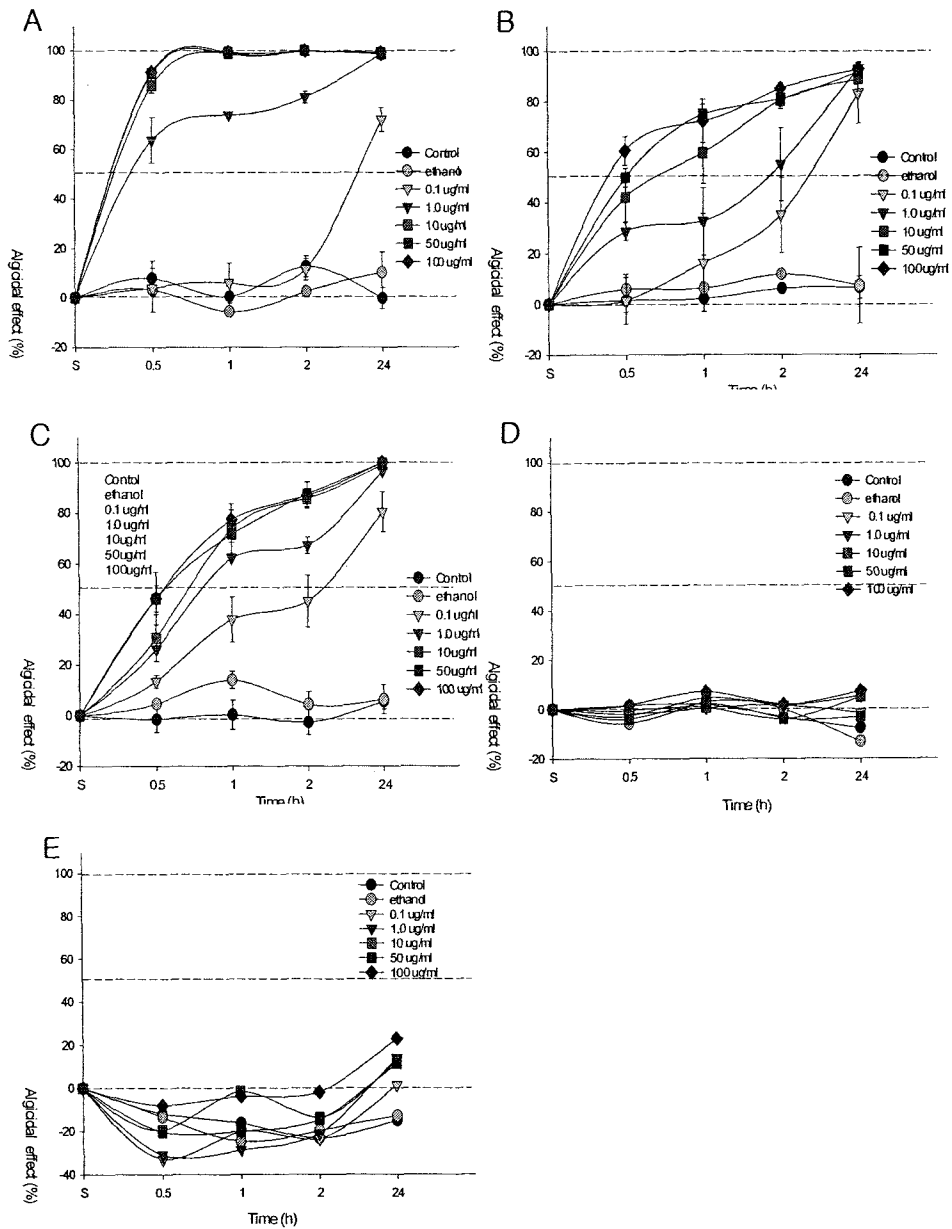 A
100
80
60
40
20
0
-20
Algicidal effect (%)
S 0.5 1 2 24
Control
ethanol
0.1 ug/ml
1.0 ug/ml
10 ug/ml
50 ug/ml
100 ug/ml
B
100
80
60
40
20
0
-20
Algicidal effect (%)
S 0.5 1 2 24
Time (h)
Control
ethanol
0.1 ug/ml
1.0 ug/ml
10 ug/ml
50 ug/ml
100ug/ml
C
100
80
60
40
20
0
-20
Algicidal effect (%)
Control
ethanol
0.1 ug/ml
1.0 ug/ml
10ug/ml
50ug/ml
100ug/ml
Control
ethanol
0.1 ug/ml
1.0 ug/ml
10ug/ml
50ug/ml
100 ug/ml
S 0.5 1 2 24
Time (h)
D
100
80
60
40
20
0
-20
Algicidal effect (%)
Control
ethanol
0.1 ug/ml
1.0 ug/ml
10 ug/ml
50 ug/ml
100 ug/ml
S 0.5 1 2 24
Time (h)
E
100
80
60
40
20
0
-20
-40
Algicidal effect (%)
Control
ethanol
0.1 ug/ml
1.0 ug/ml
10 ug/ml
50 ug/ml
100 ug/ml
S 0.5 1 2 24
Time (h)